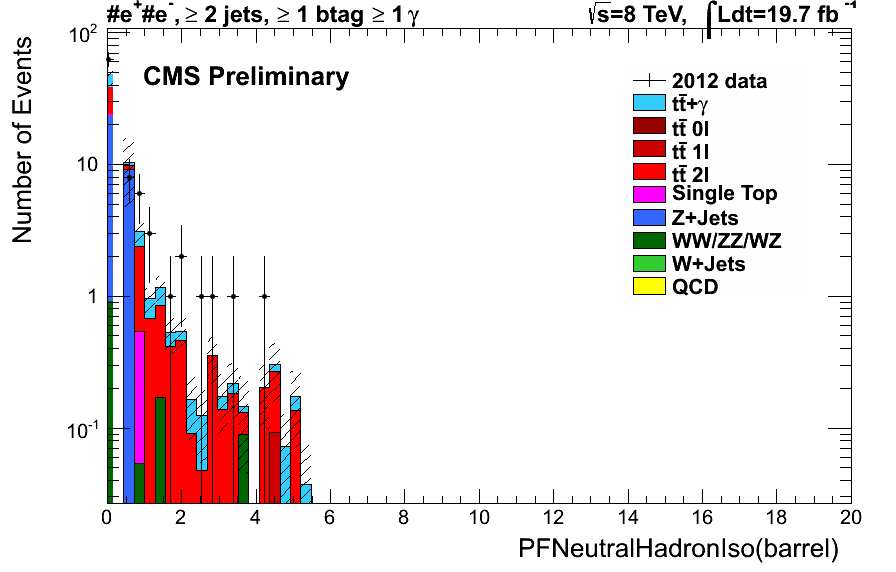 #e⁺#e⁻, ≥ 2 jets, ≥ 1 btag ≥ 1 γ
√s=8 TeV, ∫Ldt=19.7 fb⁻¹
CMS Preliminary
2012 data
tt̅+γ
tt̅ 0l
tt̅ 1l
tt̅ 2l
Single Top
Z+Jets
WW/ZZ/WZ
W+Jets
QCD
Number of Events
10²
10
1
10⁻¹
0 2 4 6 8 10 12 14 16 18 20
PFNeutralHadronIso(barrel)